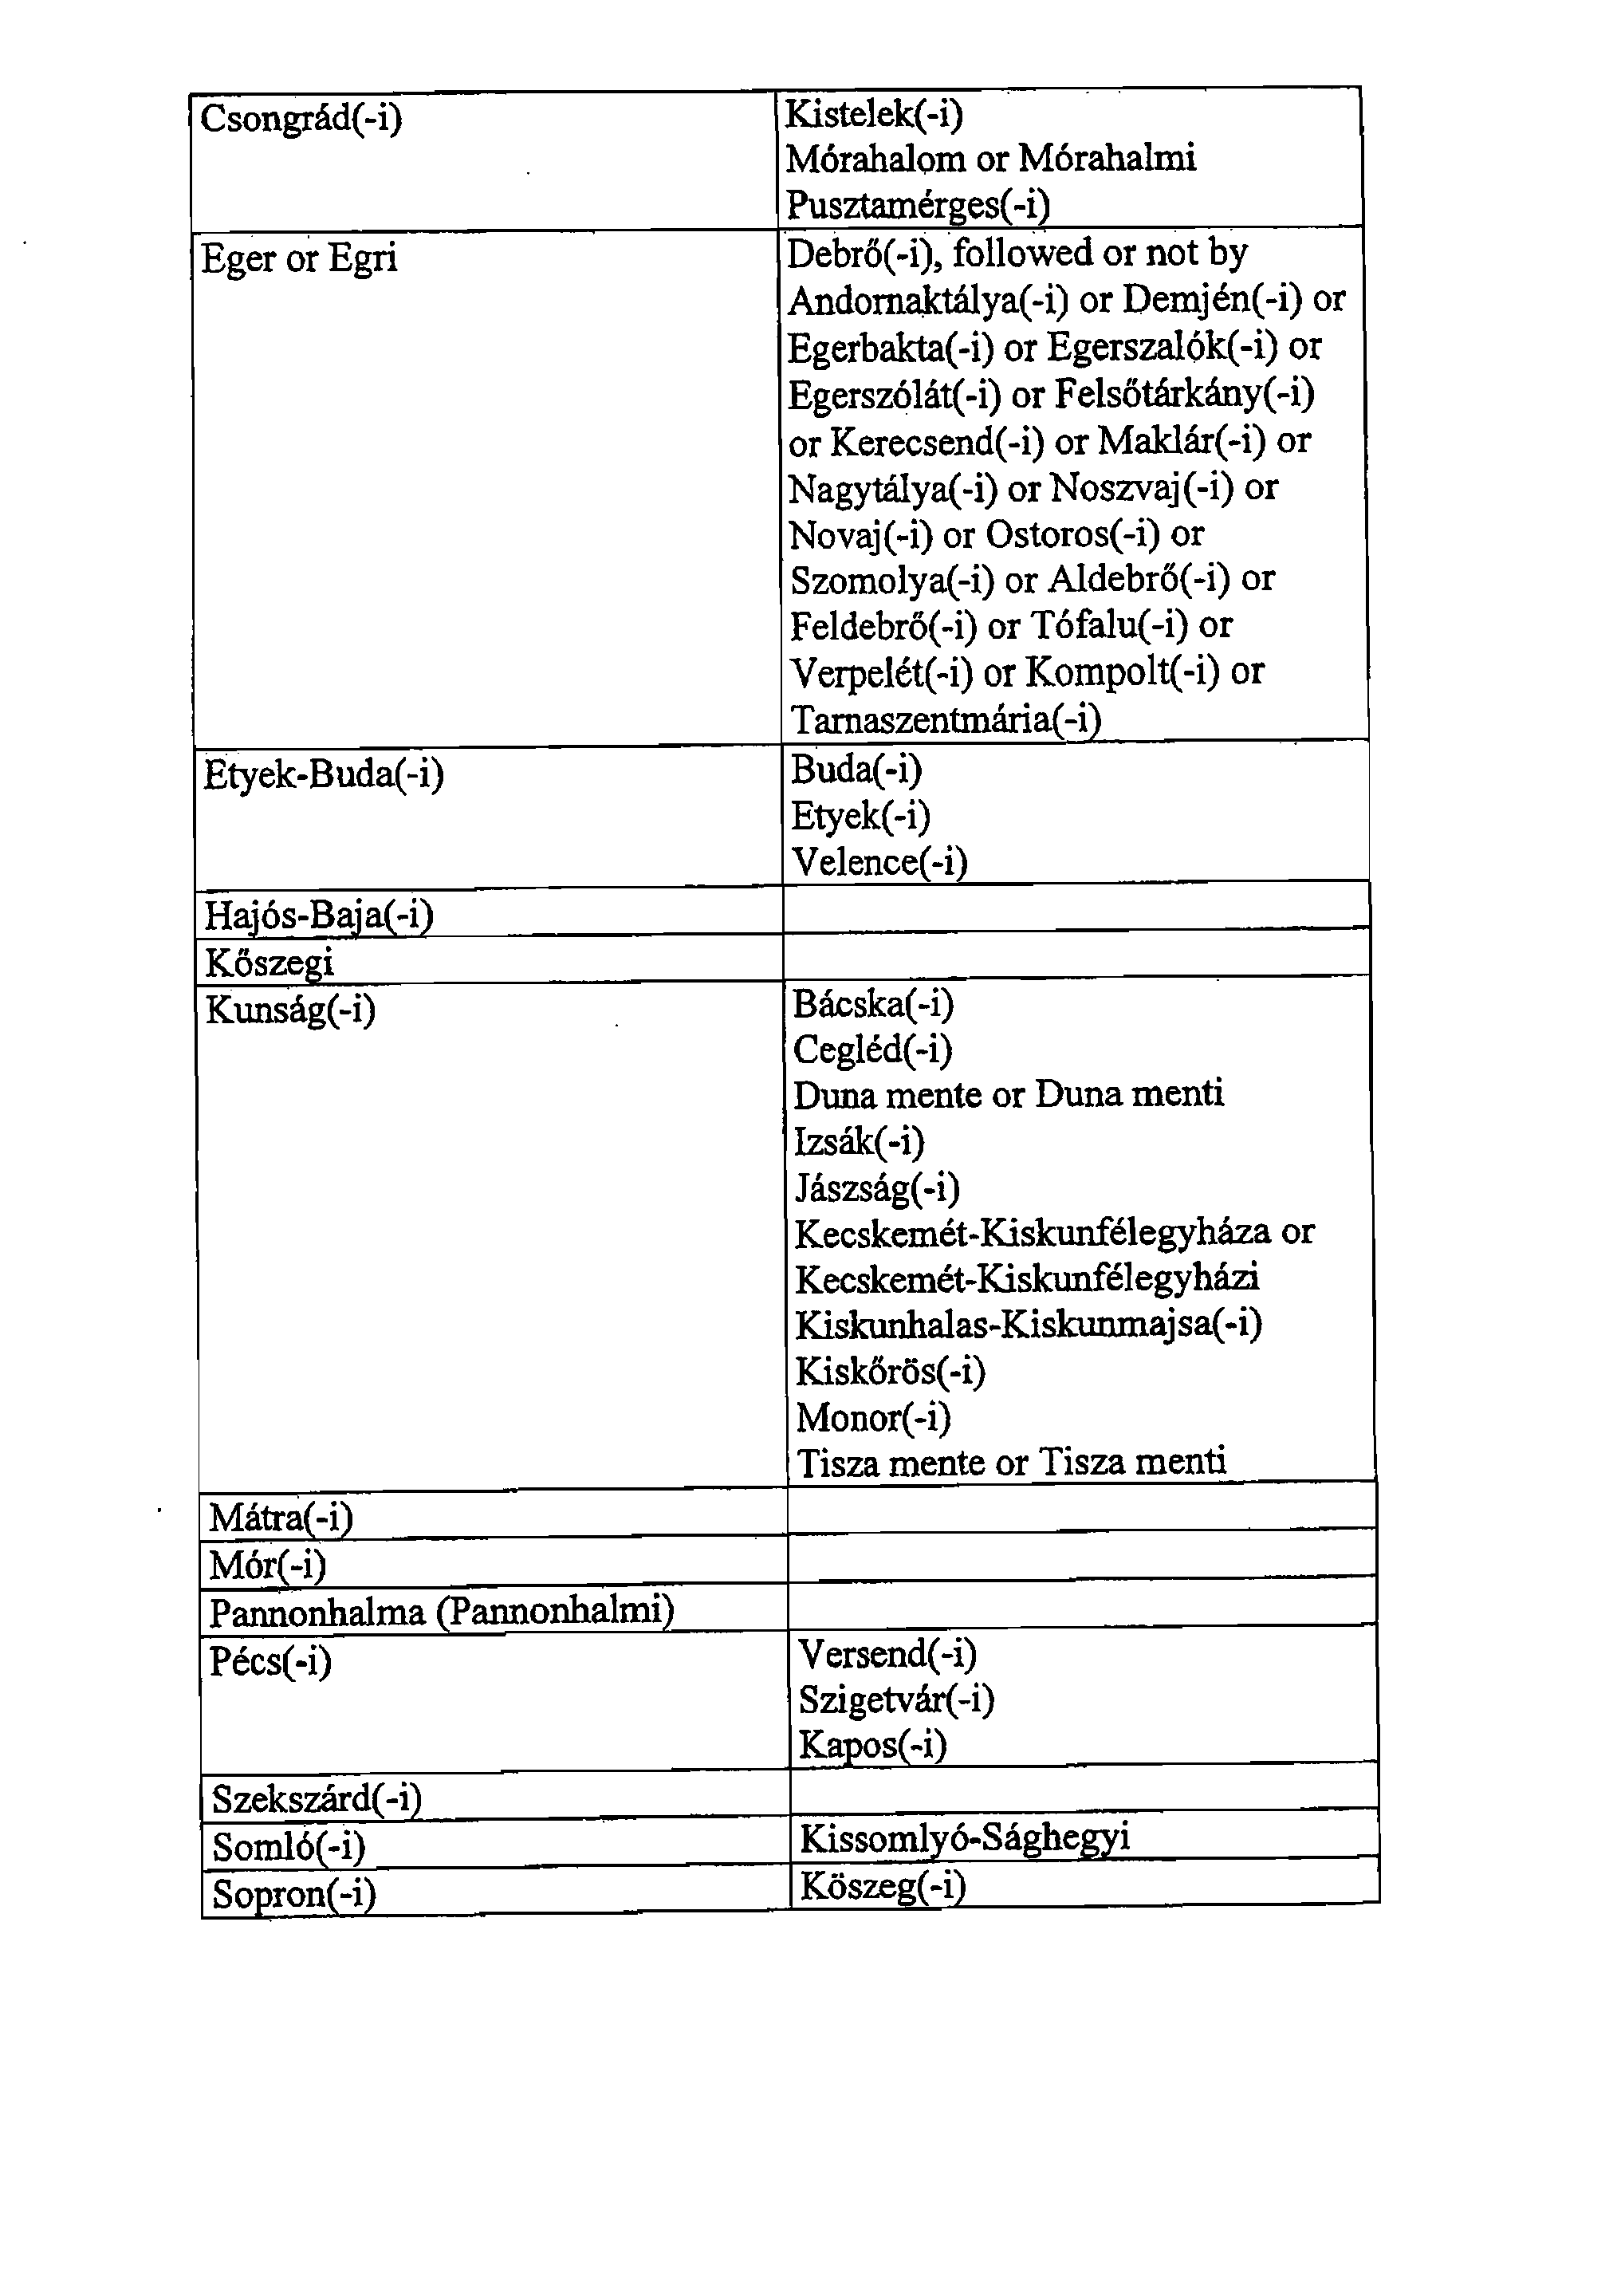 Csongrád(-i)
Kistelek(-i)
Mórahalom or Mórahalmi
Pusztamérges(-i)
Eger or Egri
Debrő(-i), followed or not by
Andornaktálya(-i) or Demjén(-i) or
Egerbakta(-i) or Egerszalók(-i) or
Egerszólát(-i) or Felsőtárkány(-i)
or Kerecsend(-i) or Maklár(-i) or
Nagytálya(-i) or Noszvaj(-i) or
Novaj(-i) or Ostoros(-i) or
Szomolya(-i) or Aldebrő(-i) or
Feldebrő(-i) or Tófalu(-i) or
Verpelét(-i) or Kompolt(-i) or
Tarnaszentmária(-i)
Etyek-Buda(-i)
Buda(-i)
Etyek(-i)
Velence(-i)
Hajós-Baja(-i)
Kőszegi
Kunság(-i)
Bácska(-i)
Cegléd(-i)
Duna mente or Duna menti
Izsák(-i)
Jászság(-i)
Kecskemét-Kiskunfélegyháza or
Kecskemét-Kiskunfélegyházi
Kiskunhalas-Kiskunmajsa(-i)
Kiskőrös(-i)
Monor(-i)
Tisza mente or Tisza menti
Mátra(-i)
Mór(-i)
Pannonhalma (Pannonhalmi)
Pécs(-i)
Versend(-i)
Szigetvár(-i)
Kapos(-i)
Szekszárd(-i)
Somló(-i)
Kissomlyó-Sághegyi
Sopron(-i)
Köszeg(-i)